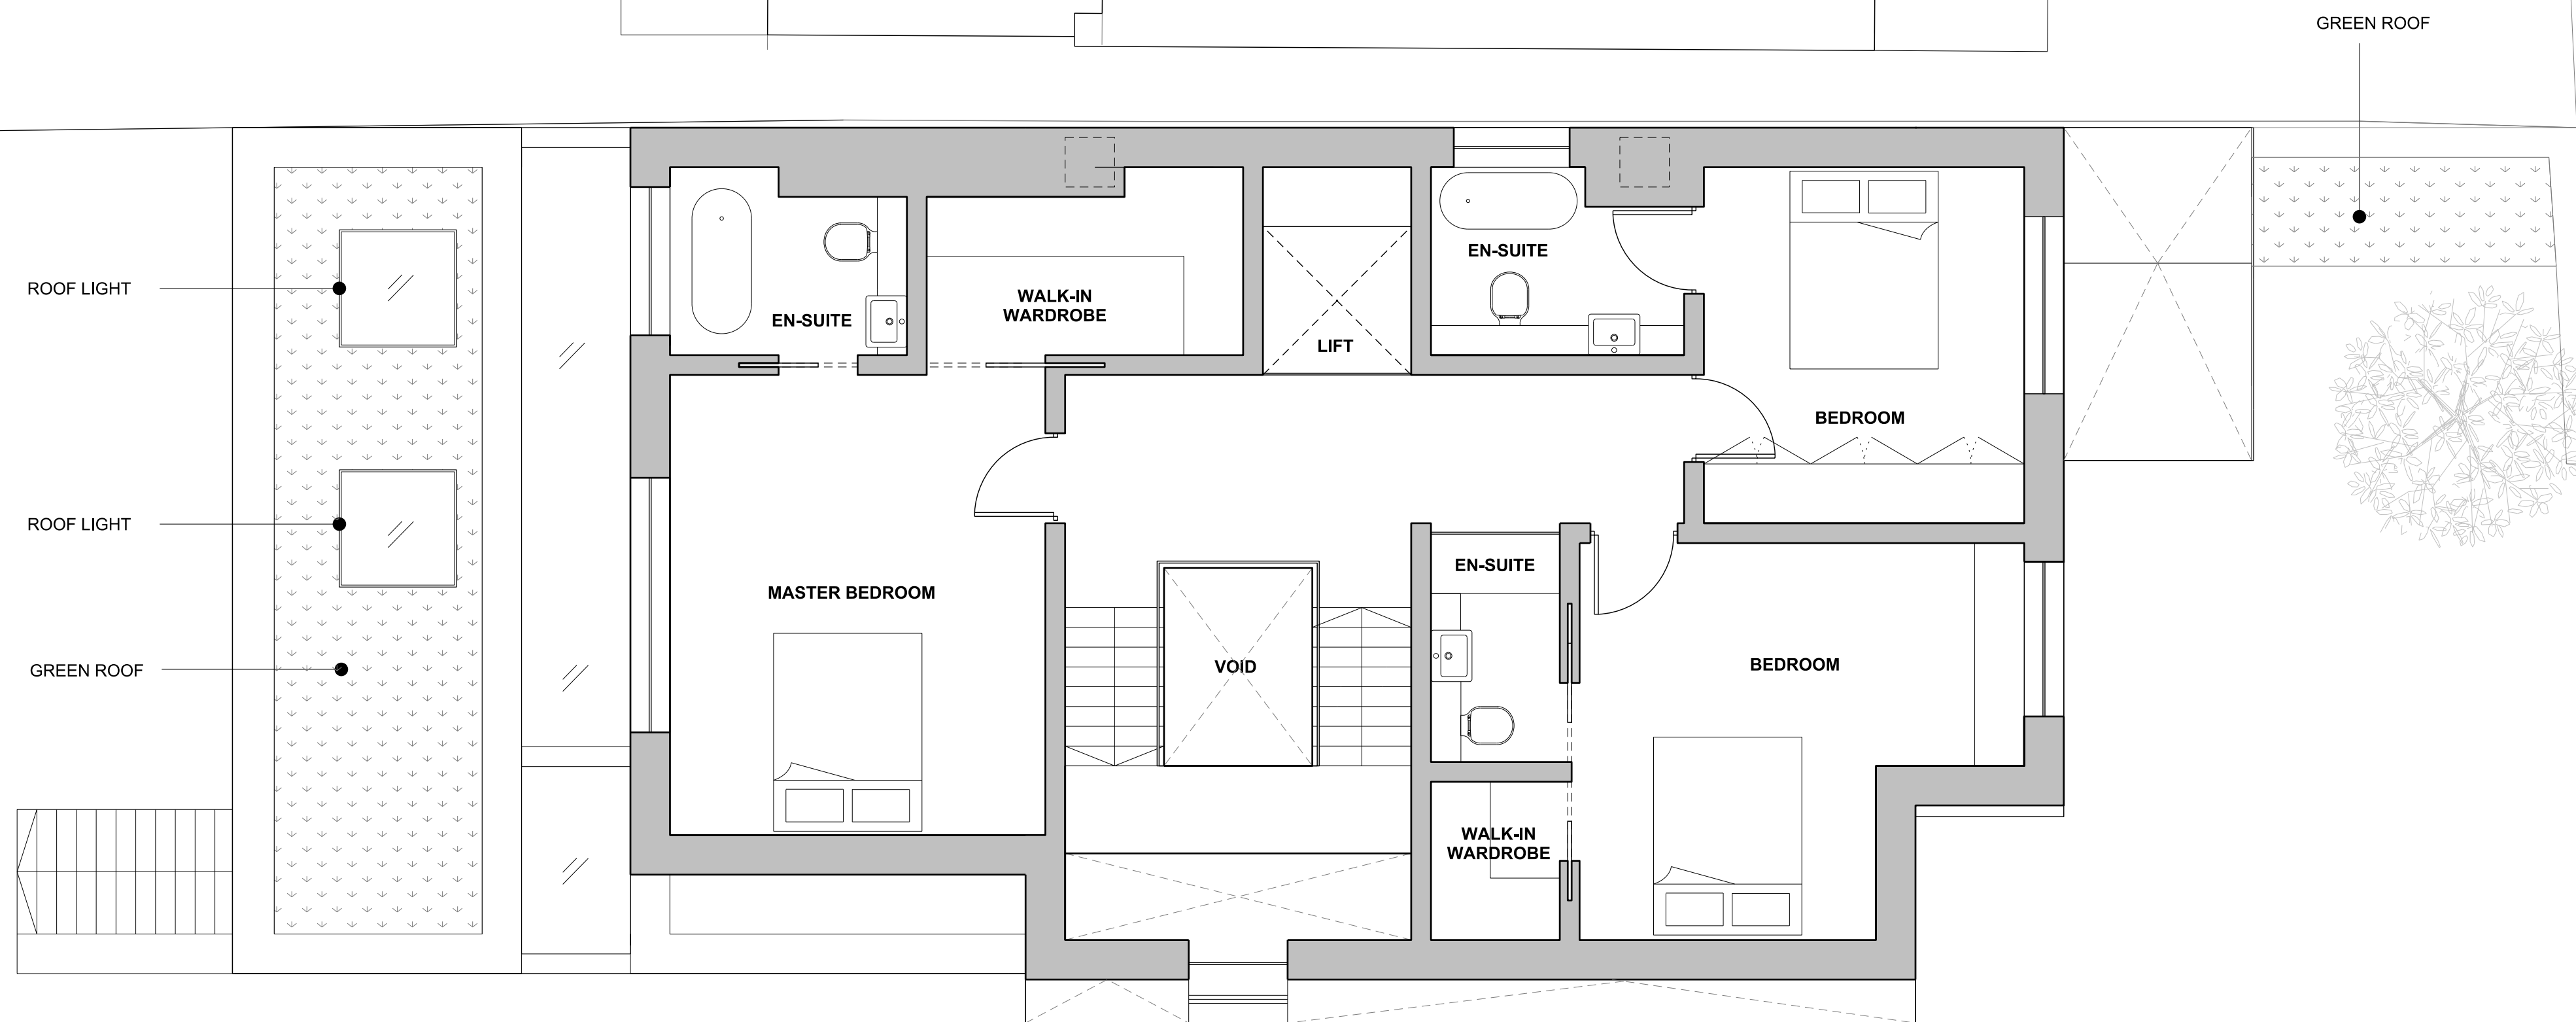 GREEN ROOF
ROOF LIGHT
EN-SUITE
WALK-IN
WARDROBE
LIFT
EN-SUITE
BEDROOM
ROOF LIGHT
MASTER BEDROOM
EN-SUITE
GREEN ROOF
VOID
BEDROOM
WALK-IN
WARDROBE